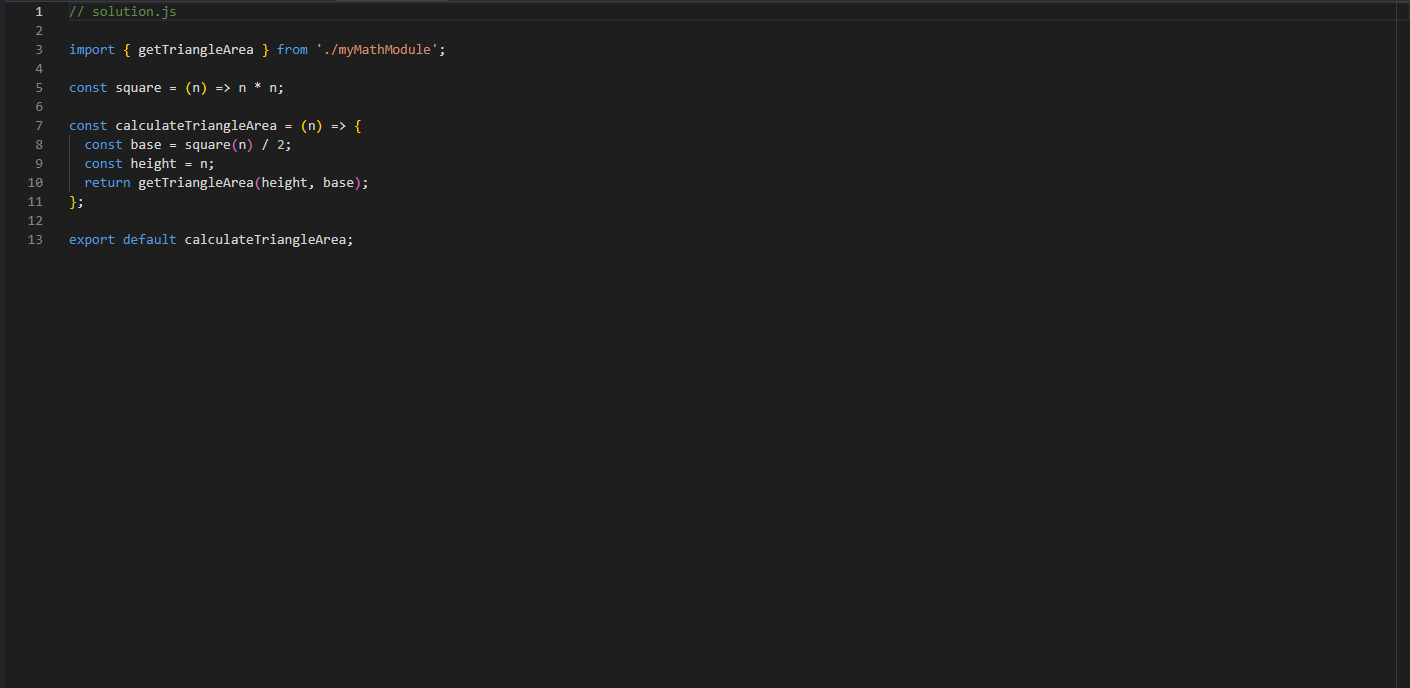 1 // solution.js
2
3 import { getTriangleArea } from './myMathModule';
4
5 const square = (n) => n * n;
6
7 const calculateTriangleArea = (n) => {
8   const base = square(n) / 2;
9   const height = n;
10   return getTriangleArea(height, base);
11 };
12
13 export default calculateTriangleArea;